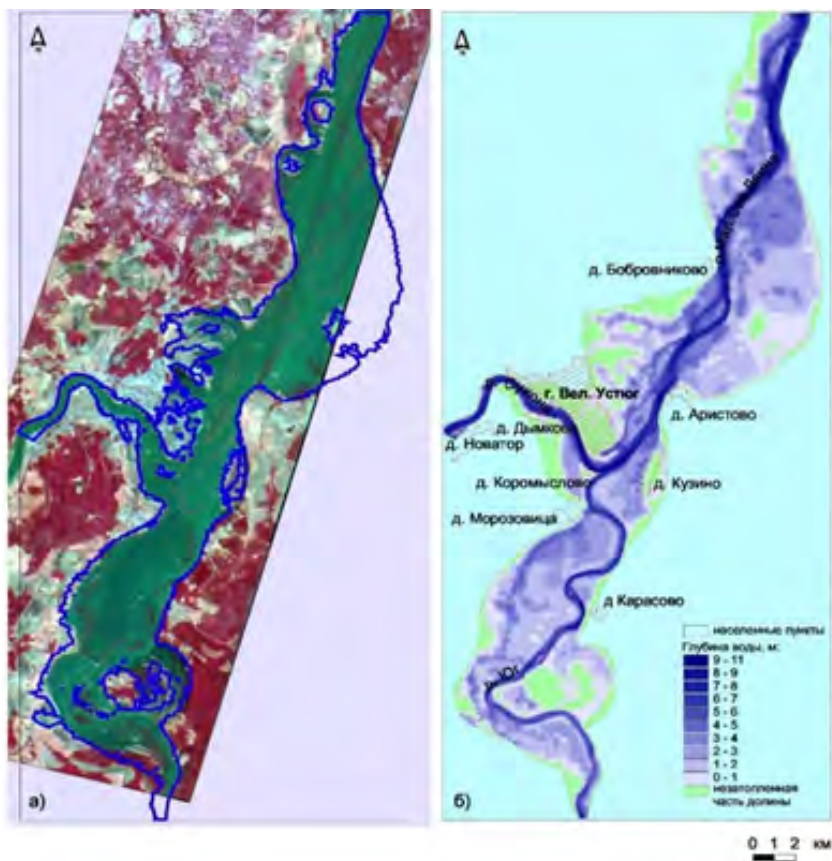 а)
д. Бобровниково
г. Вел. Устюг
д. Аристово
д. Дымково
д. Новатор
д. Коромыслово
д. Кузино
д. Морозовица
д Карасово
р. Юг
населенные пункты
Глубина воды, м:
9 - 11
8 - 9
7 - 8
6 - 7
5 - 6
4 - 5
3 - 4
2 - 3
1 - 2
0 - 1
незатопленная
часть долины
б)
0 1 2 км